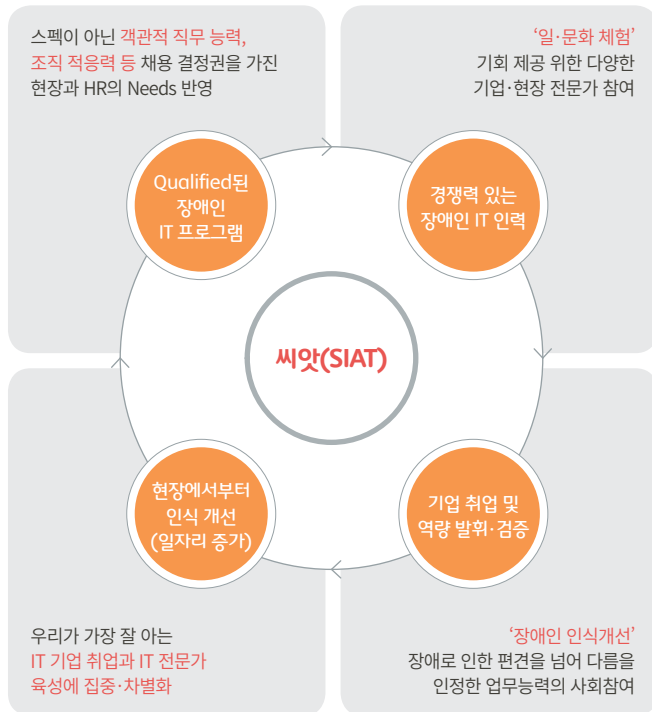 스펙이 아닌 객관적 직무 능력,
조직 적응력 등 채용 결정권을 가진
현장과 HR의 Needs 반영
‘일·문화 체험’
기회 제공 위한 다양한
기업·현장 전문가 참여
Qualified된
장애인
IT 프로그램
경쟁력 있는
장애인 IT 인력
씨앗(SIAT)
현장에서부터
인식 개선
(일자리 증가)
기업 취업 및
역량 발휘·검증
우리가 가장 잘 아는
IT 기업 취업과 IT 전문가
육성에 집중·차별화
‘장애인 인식개선’
장애로 인한 편견을 넘어 다름을
인정한 업무능력의 사회참여